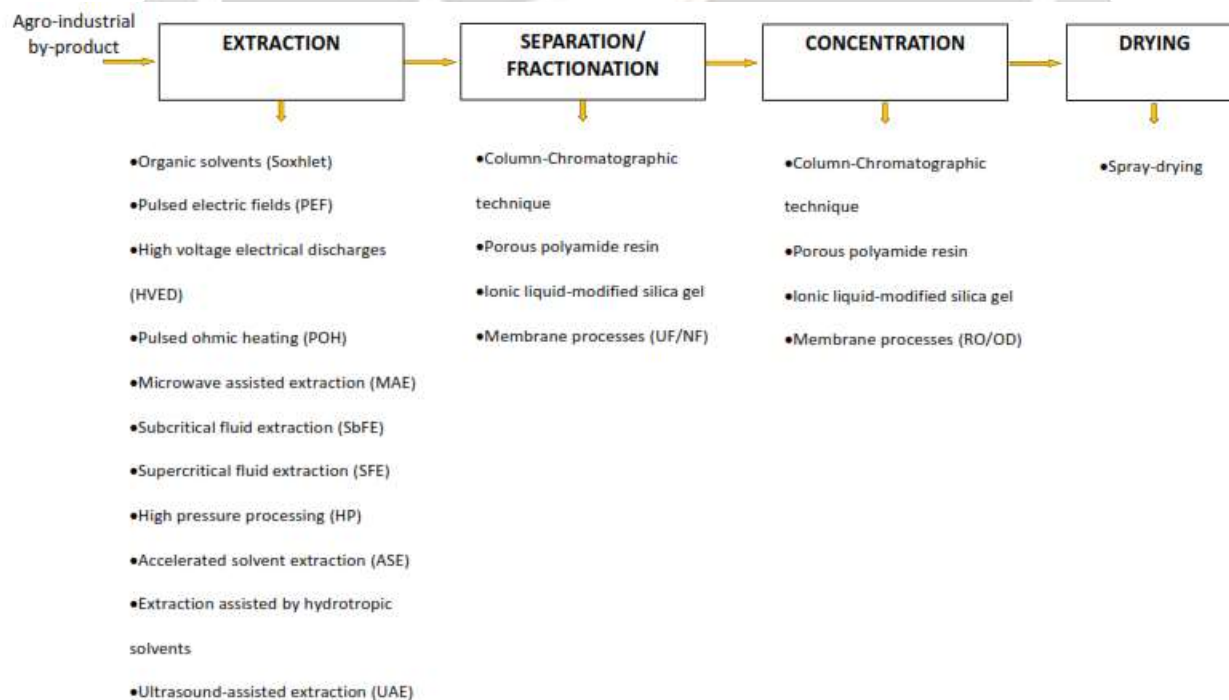 Agro-industrial
by-product
EXTRACTION
SEPARATION/
FRACTIONATION
CONCENTRATION
DRYING
•Organic solvents (Soxhlet)
•Pulsed electric fields (PEF)
•High voltage electrical discharges
(HVED)
•Pulsed ohmic heating (POH)
•Microwave assisted extraction (MAE)
•Subcritical fluid extraction (SbFE)
•Supercritical fluid extraction (SFE)
•High pressure processing (HP)
•Accelerated solvent extraction (ASE)
•Extraction assisted by hydrotropic
solvents
•Ultrasound-assisted extraction (UAE)
•Column-Chromatographic
technique
•Porous polyamide resin
•Ionic liquid-modified silica gel
•Membrane processes (UF/NF)
•Column-Chromatographic
technique
•Porous polyamide resin
•Ionic liquid-modified silica gel
•Membrane processes (RO/OD)
•Spray-drying